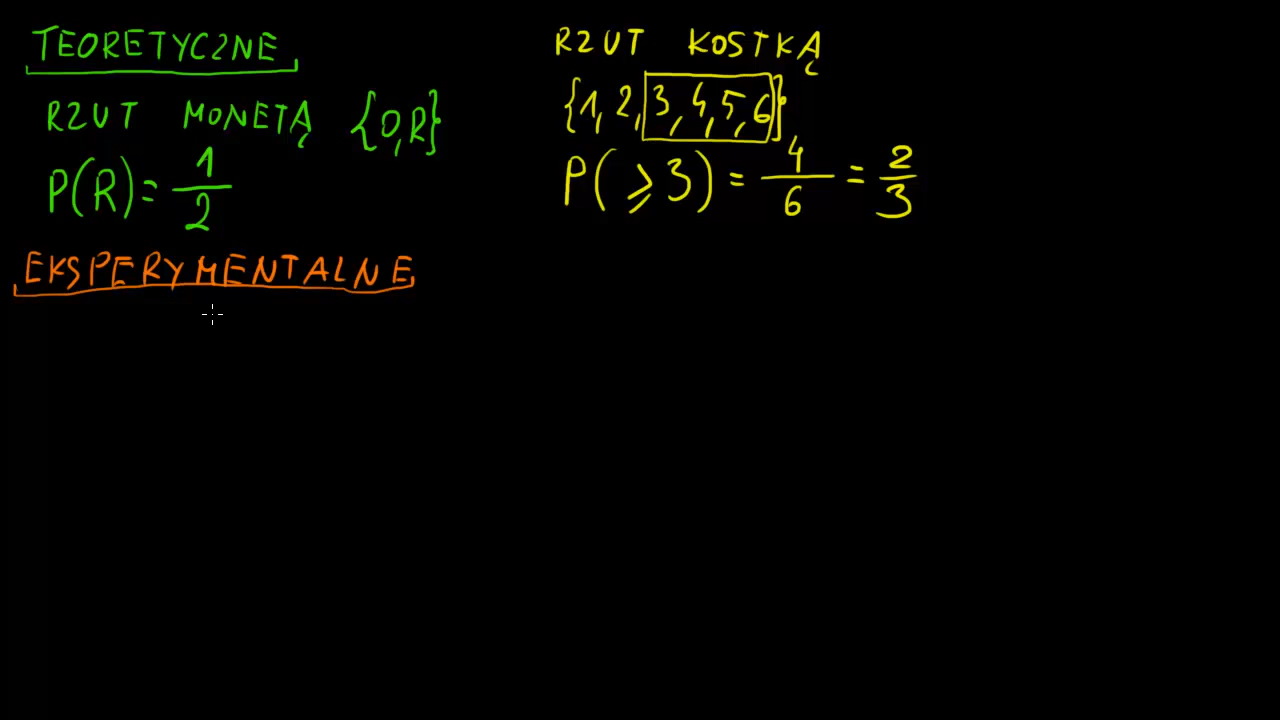 TEORETYCZNE
RZUT MONETĄ {O,R}
P(R)=1/2
RZUT KOSTKĄ
{1,2,3,4,5,6}
P(⩾3)=4/6=2/3
EKSPERYMENTALNE